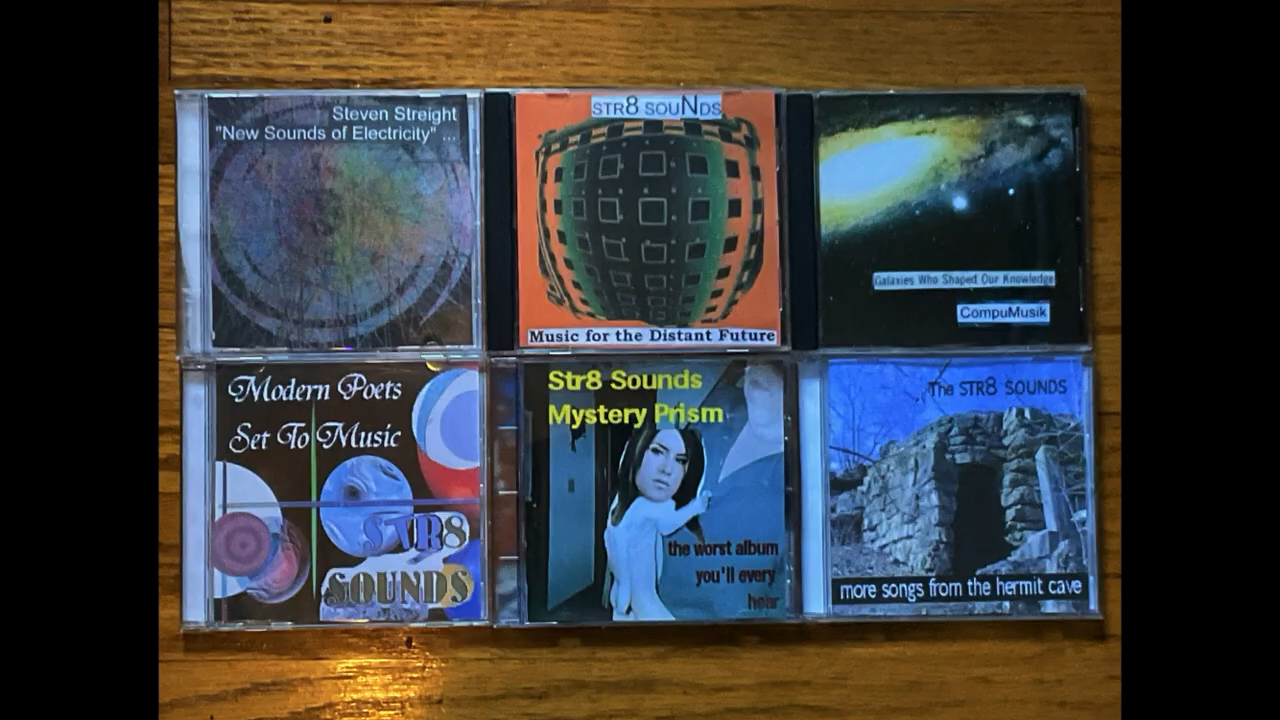 Steven Streight
"New Sounds of Electricity" ...
STR8 SOUNDS
Music for the Distant Future
Galaxies Who Shaped Our Knowledge
CompuMusik
Modern Poets
Set To Music
STR8
SOUNDS
Str8 Sounds
Mystery Prism
the worst album
you'll every
hear
The STR8 SOUNDS
more songs from the hermit cave